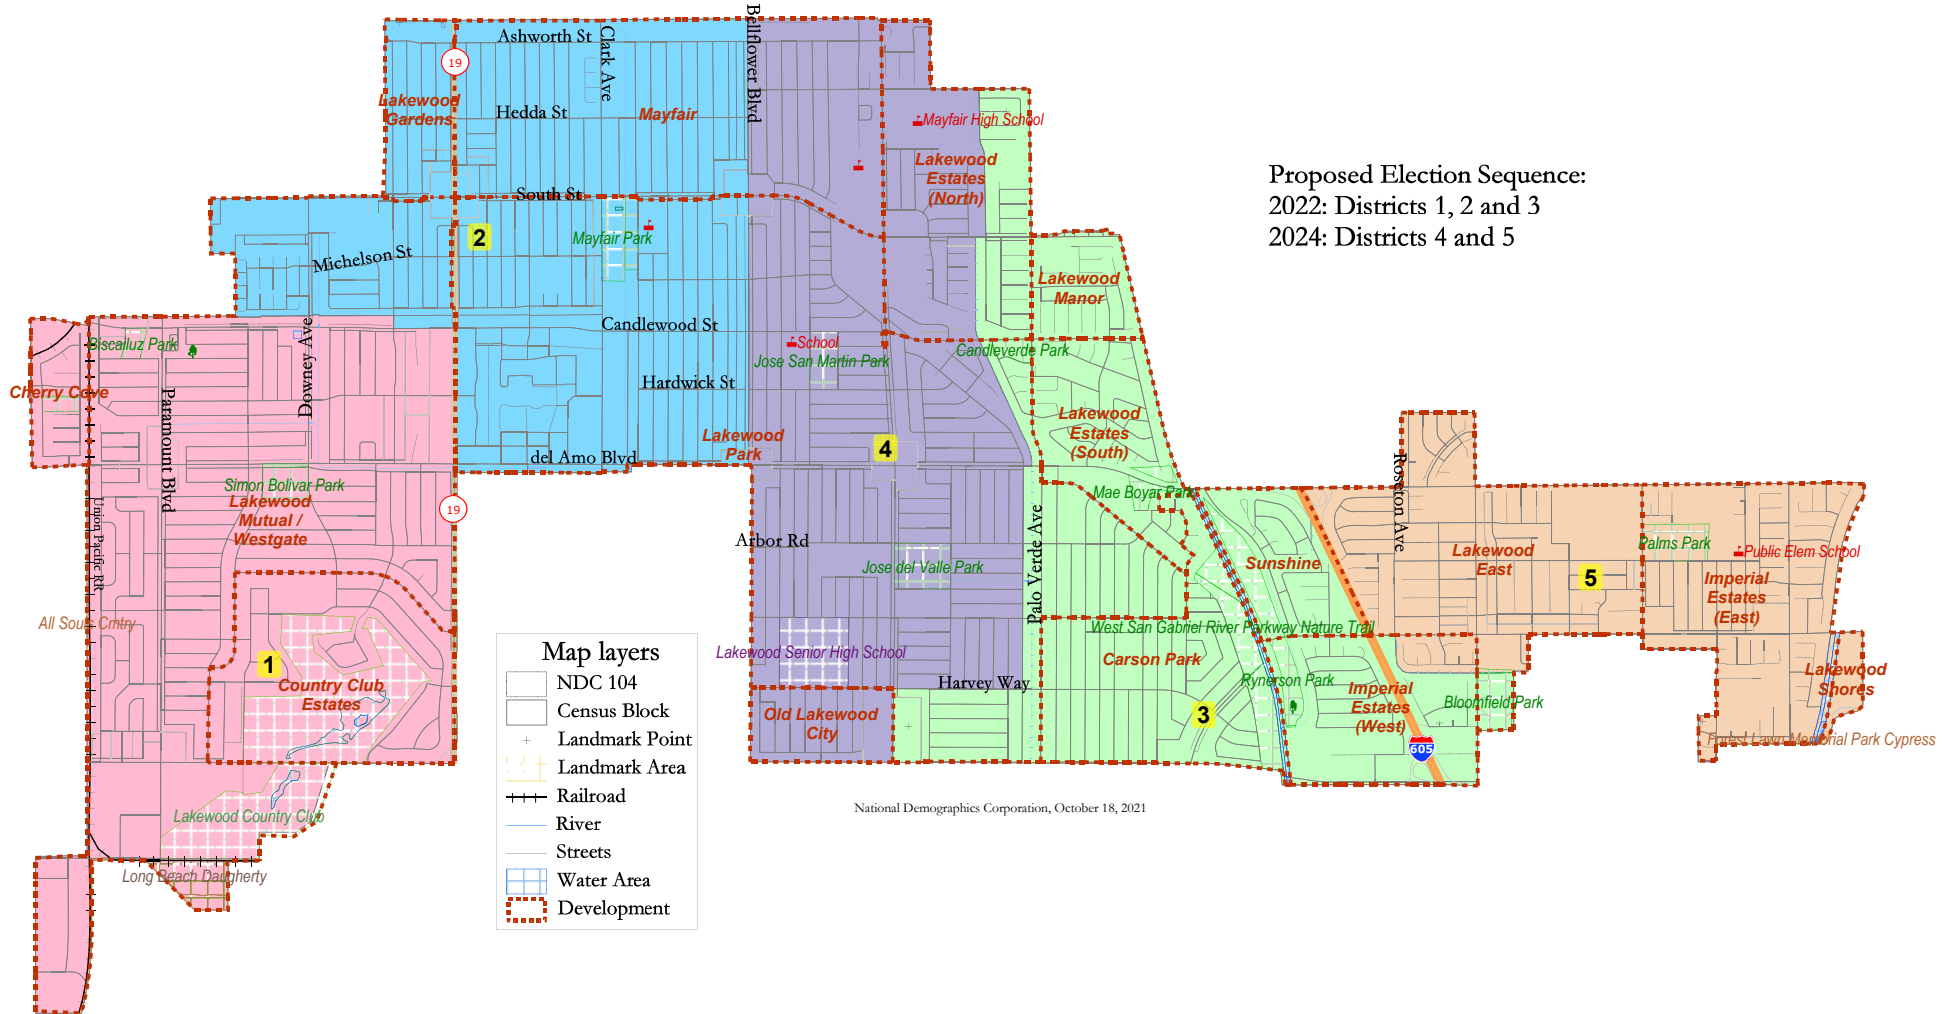 Ashworth St
Clark Ave
Bellflower Blvd
19
Lakewood
Gardens
Hedda St
Mayfair
Mayfair High School
Lakewood
Estates
(North)
Proposed Election Sequence:
2022: Districts 1, 2 and 3
2024: Districts 4 and 5
South St
2
Mayfair Park
Michelson St
Lakewood
Manor
Candlewood St
Downey Ave
Biscailuz Park
School
Jose San Martin Park
Candleverde Park
Cherry Cove
Paramount Blvd
Hardwick St
Lakewood
Estates
(South)
Lakewood
Park
4
del Amo Blvd
Roseton Ave
Simon Bolivar Park
Lakewood
Mutual /
Westgate
19
Union Pacific RR
Mae Boyar Park
Palo Verde Ave
Arbor Rd
Jose del Valle Park
Sunshine
Lakewood
East
5
Palms Park
Public Elem School
Imperial
Estates
(East)
All Souls Cmtry
West San Gabriel River Parkway Nature Trail
1
Country Club
Estates
Lakewood Senior High School
Carson Park
Harvey Way
Rynerson Park
Imperial
Estates
(West)
Bloomfield Park
Lakewood
Shores
Old Lakewood
City
3
605
Forest Lawn Memorial Park Cypress
Lakewood Country Club
Long Beach Daugherty
Map layers
NDC 104
Census Block
Landmark Point
Landmark Area
Railroad
River
Streets
Water Area
Development
National Demographics Corporation, October 18, 2021